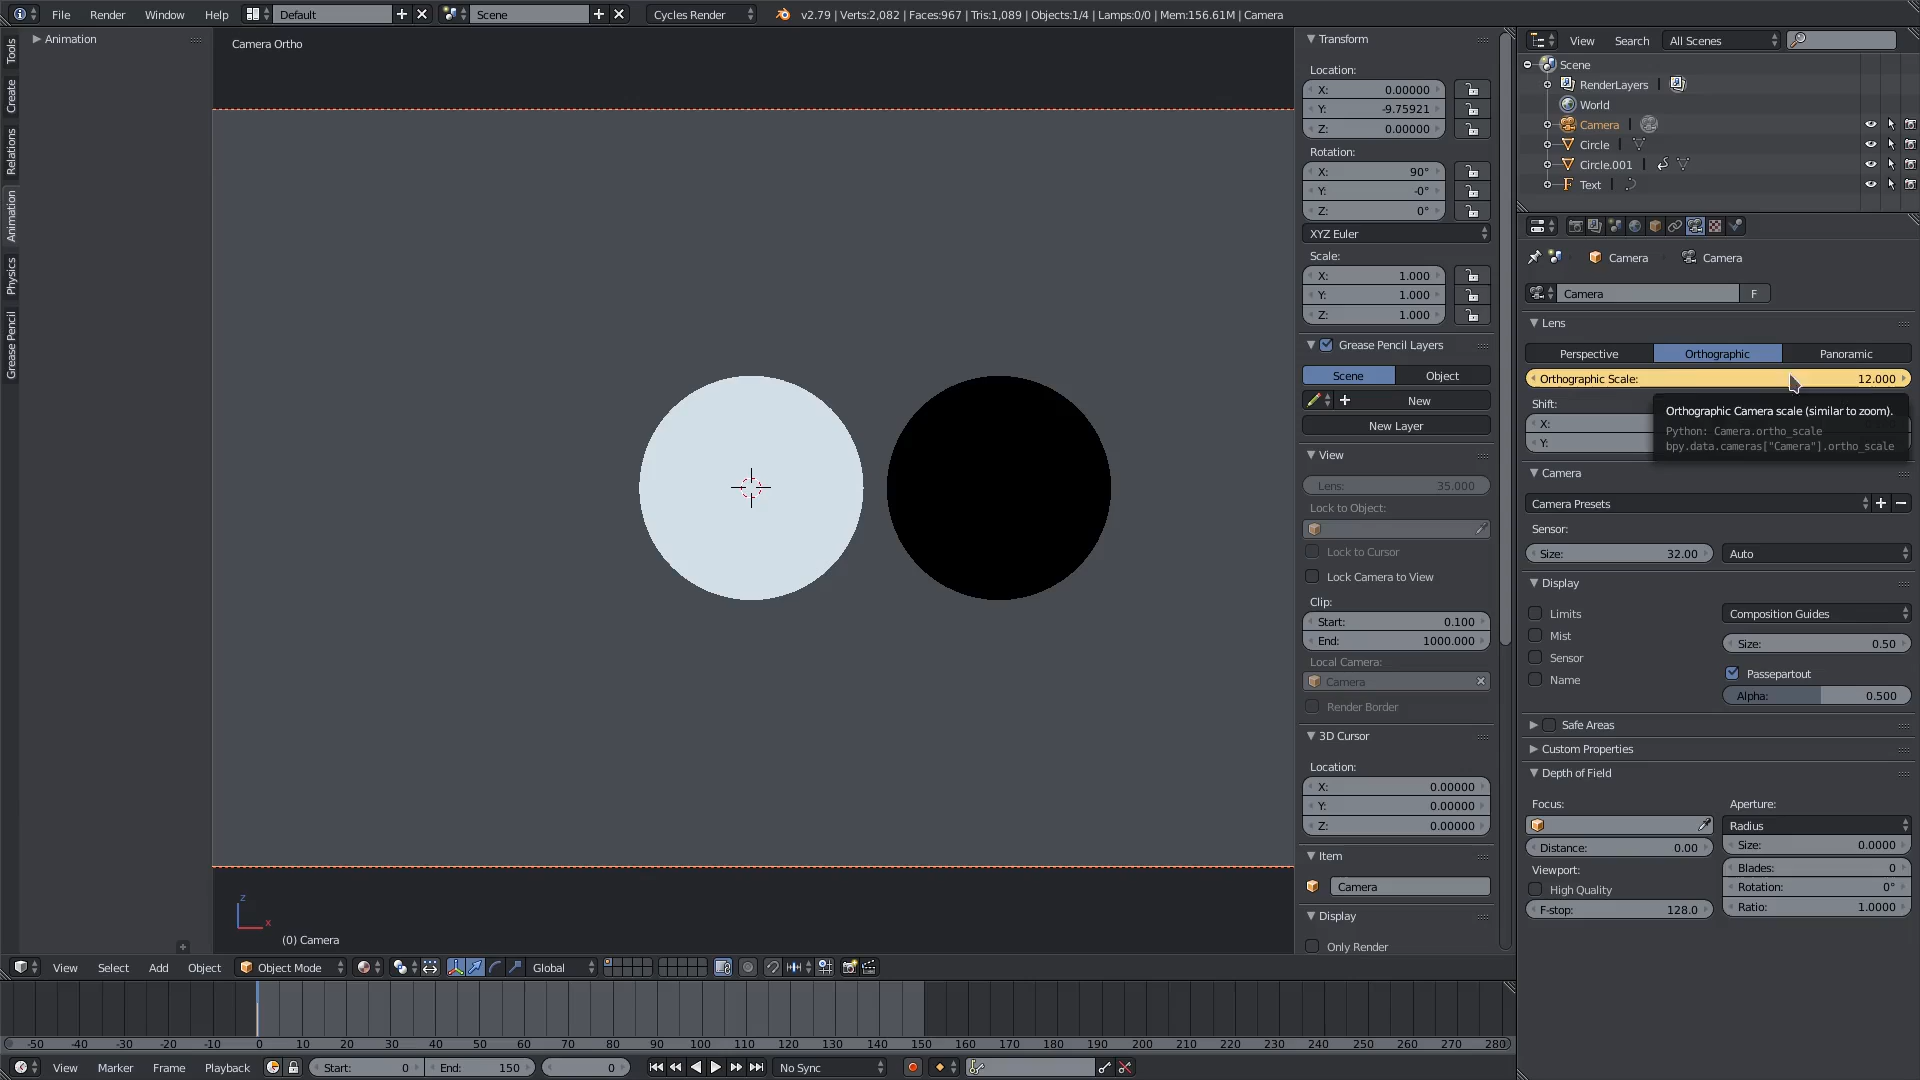 File Render Window Help Default Scene Cycles Render v2.79 | Verts:2,082 | Faces:967 | Tris:1,089 | Objects:1/4 | Lamps:0/0 | Mem:156.61M | Camera
Tools
Create
Relations
Animation
Physics
Grease Pencil
Animation
Camera Ortho
(0) Camera
Transform
Location:
X: 0.00000
Y: -9.75921
Z: 0.00000
Rotation:
X: 90°
Y: -0°
Z: 0°
XYZ Euler
Scale:
X: 1.000
Y: 1.000
Z: 1.000
Grease Pencil Layers
Scene Object
New
New Layer
View
Lens: 35.000
Lock to Object:
Lock to Cursor
Lock Camera to View
Clip:
Start: 0.100
End: 1000.000
Local Camera:
Camera
Render Border
3D Cursor
Location:
X: 0.00000
Y: 0.00000
Z: 0.00000
Item
Camera
Display
Only Render
View Search All Scenes
Scene
RenderLayers
World
Camera
Circle
Circle.001
Text
Camera Camera
Camera F
Lens
Perspective Orthographic Panoramic
Orthographic Scale: 12.000
Shift:
X:
Y:
Orthographic Camera scale (similar to zoom).
Python: Camera.ortho_scale
bpy.data.cameras["Camera"].ortho_scale
Camera
Camera Presets
Sensor:
Size: 32.00 Auto
Display
Limits Composition Guides
Mist Size: 0.50
Sensor Passepartout
Name Alpha: 0.500
Safe Areas
Custom Properties
Depth of Field
Focus: Aperture:
Radius
Distance: 0.00 Size: 0.0000
Viewport: Blades: 0
High Quality Rotation: 0°
F-stop: 128.0 Ratio: 1.0000
z
x
View Select Add Object Object Mode Global
-50 -40 -30 -20 -10 0 10 20 30 40 50 60 70 80 90 100 110 120 130 140 150 160 170 180 190 200 210 220 230 240 250 260 270 280
View Marker Frame Playback Start: 0 End: 150 0 No Sync